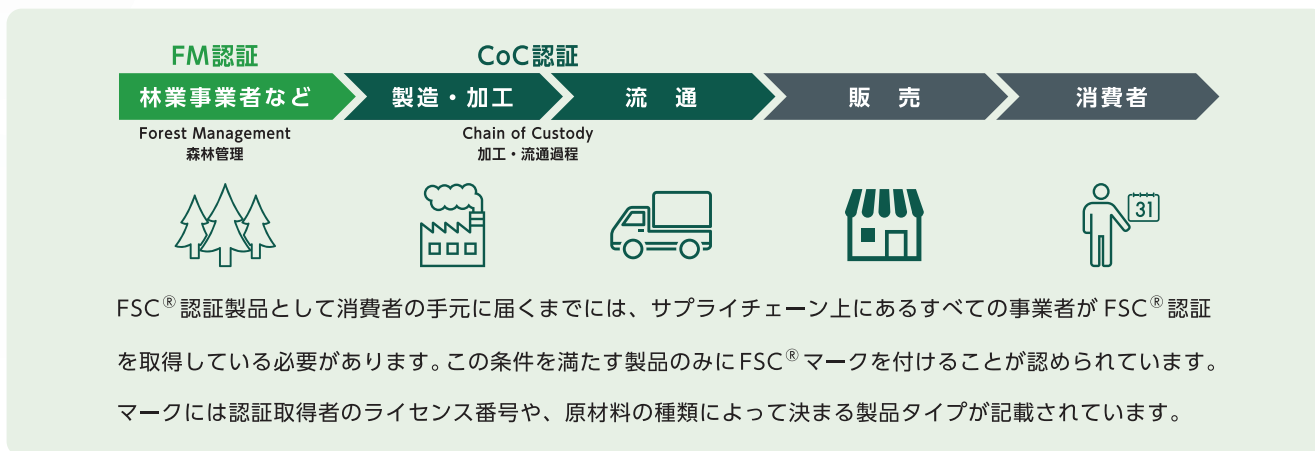 FM認証
CoC認証
林業事業者など
製造・加工
流　通
販　売
消費者
Forest Management
森林管理
Chain of Custody
加工・流通過程
31
FSC®認証製品として消費者の手元に届くまでには、サプライチェーン上にあるすべての事業者が FSC®認証
を取得している必要があります。この条件を満たす製品のみにFSC®マークを付けることが認められています。
マークには認証取得者のライセンス番号や、原材料の種類によって決まる製品タイプが記載されています。